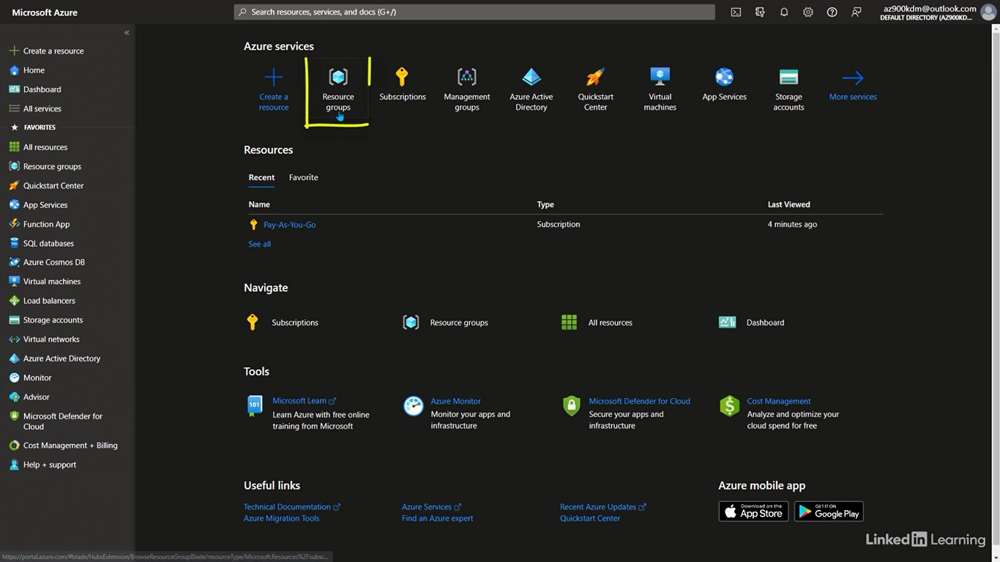 Microsoft Azure
Search resources, services, and docs (G+/)
az900kdm@outlook.com
DEFAULT DIRECTORY (AZ900KD...
«
Create a resource
Home
Dashboard
All services
FAVORITES
All resources
Resource groups
Quickstart Center
App Services
Function App
SQL databases
Azure Cosmos DB
Virtual machines
Load balancers
Storage accounts
Virtual networks
Azure Active Directory
Monitor
Advisor
Microsoft Defender for
Cloud
Cost Management + Billing
Help + support
Azure services
Create a
resource
Resource
groups
Subscriptions
Management
groups
Azure Active
Directory
Quickstart
Center
Virtual
machines
App Services
Storage
accounts
More services
Resources
Recent Favorite
Name Type Last Viewed
Pay-As-You-Go Subscription 4 minutes ago
See all
Navigate
Subscriptions Resource groups All resources Dashboard
Tools
101
Microsoft Learn
Learn Azure with free online
training from Microsoft
Azure Monitor
Monitor your apps and
infrastructure
Microsoft Defender for Cloud
Secure your apps and
infrastructure
Cost Management
Analyze and optimize your
cloud spend for free
Useful links
Technical Documentation Azure Services Recent Azure Updates
Azure Migration Tools Find an Azure expert Quickstart Center
Azure mobile app
Download on the
App Store
GET IT ON
Google Play
LinkedIn Learning
https://portal.azure.com/#blade/HubsExtension/BrowseResourceGroupBlade/resourceType/Microsoft.Resources%2Fsubsc...